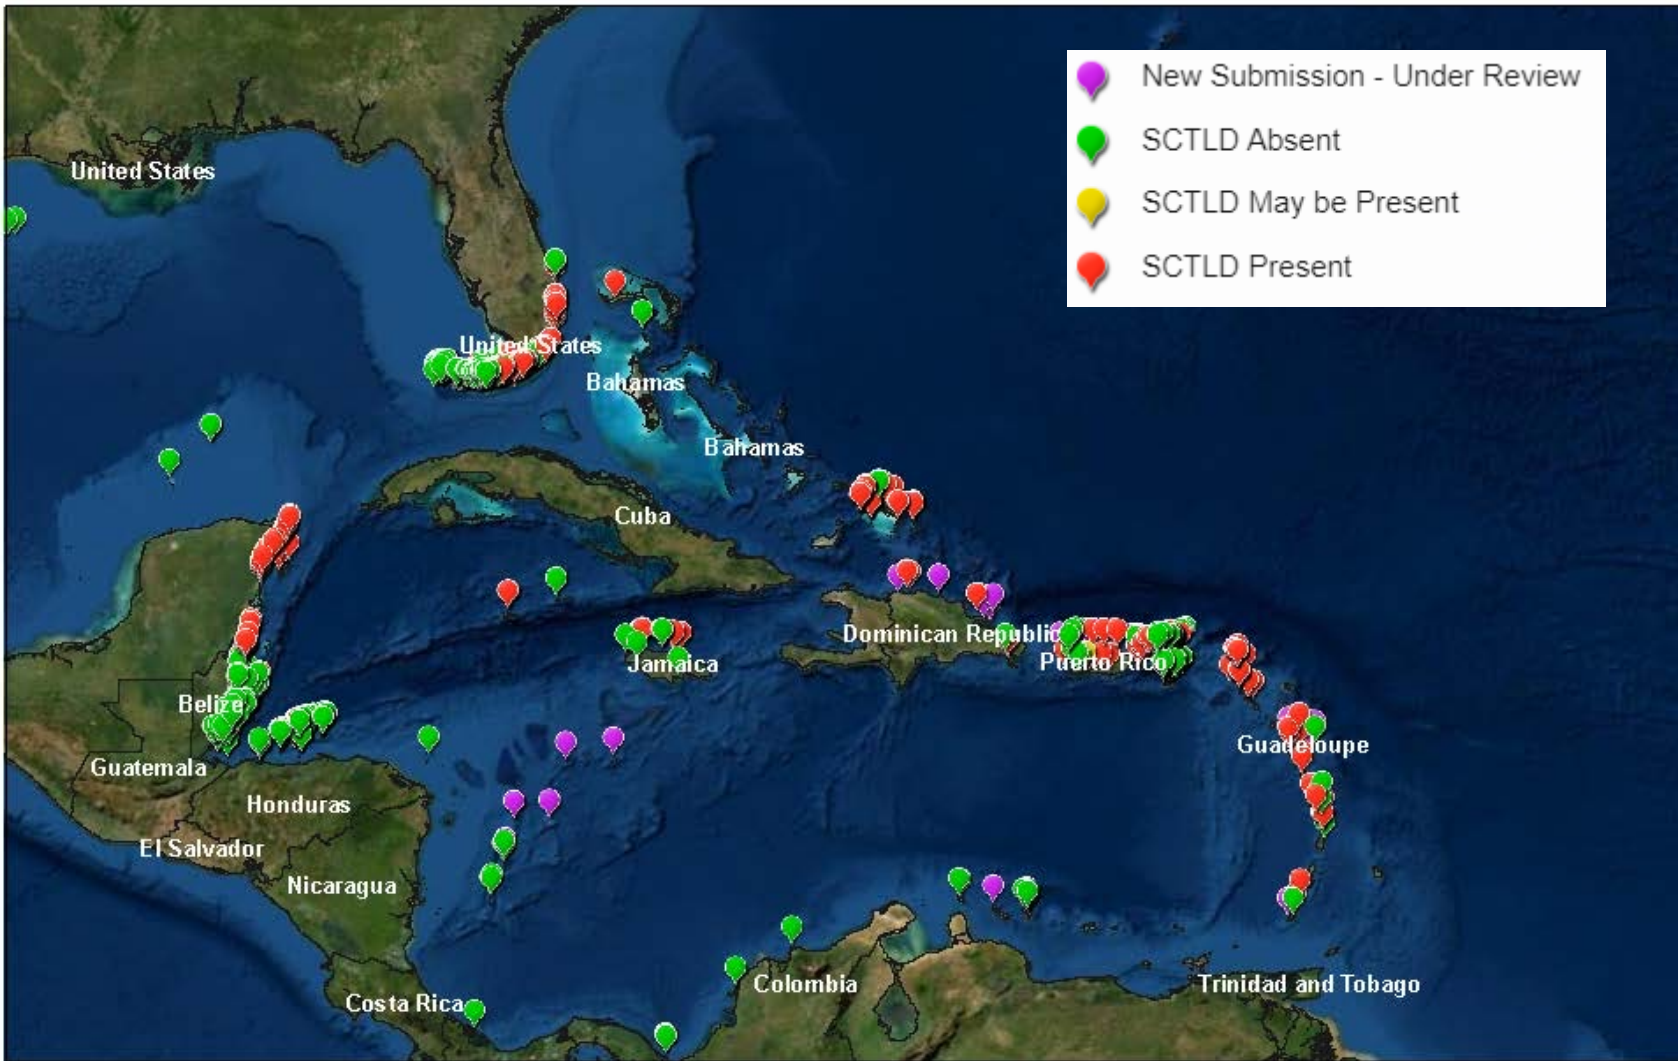 New Submission - Under Review
SCTLD Absent
SCTLD May be Present
SCTLD Present
United States
United States
Bahamas
Bahamas
Cuba
Dominican Republic
Jamaica
Puerto Rico
Belize
Guadeloupe
Guatemala
Honduras
El Salvador
Nicaragua
Colombia
Trinidad and Tobago
Costa Rica